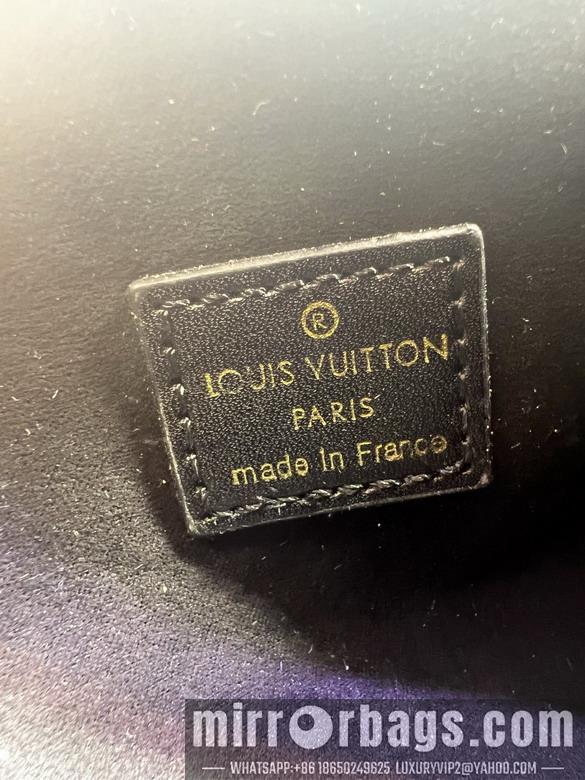 ®
LOUIS VUITTON
PARIS
made In France
mirrorbags.com
WHATSAPP:+86 18650249625 LUXURYVIP2@YAHOO.COM